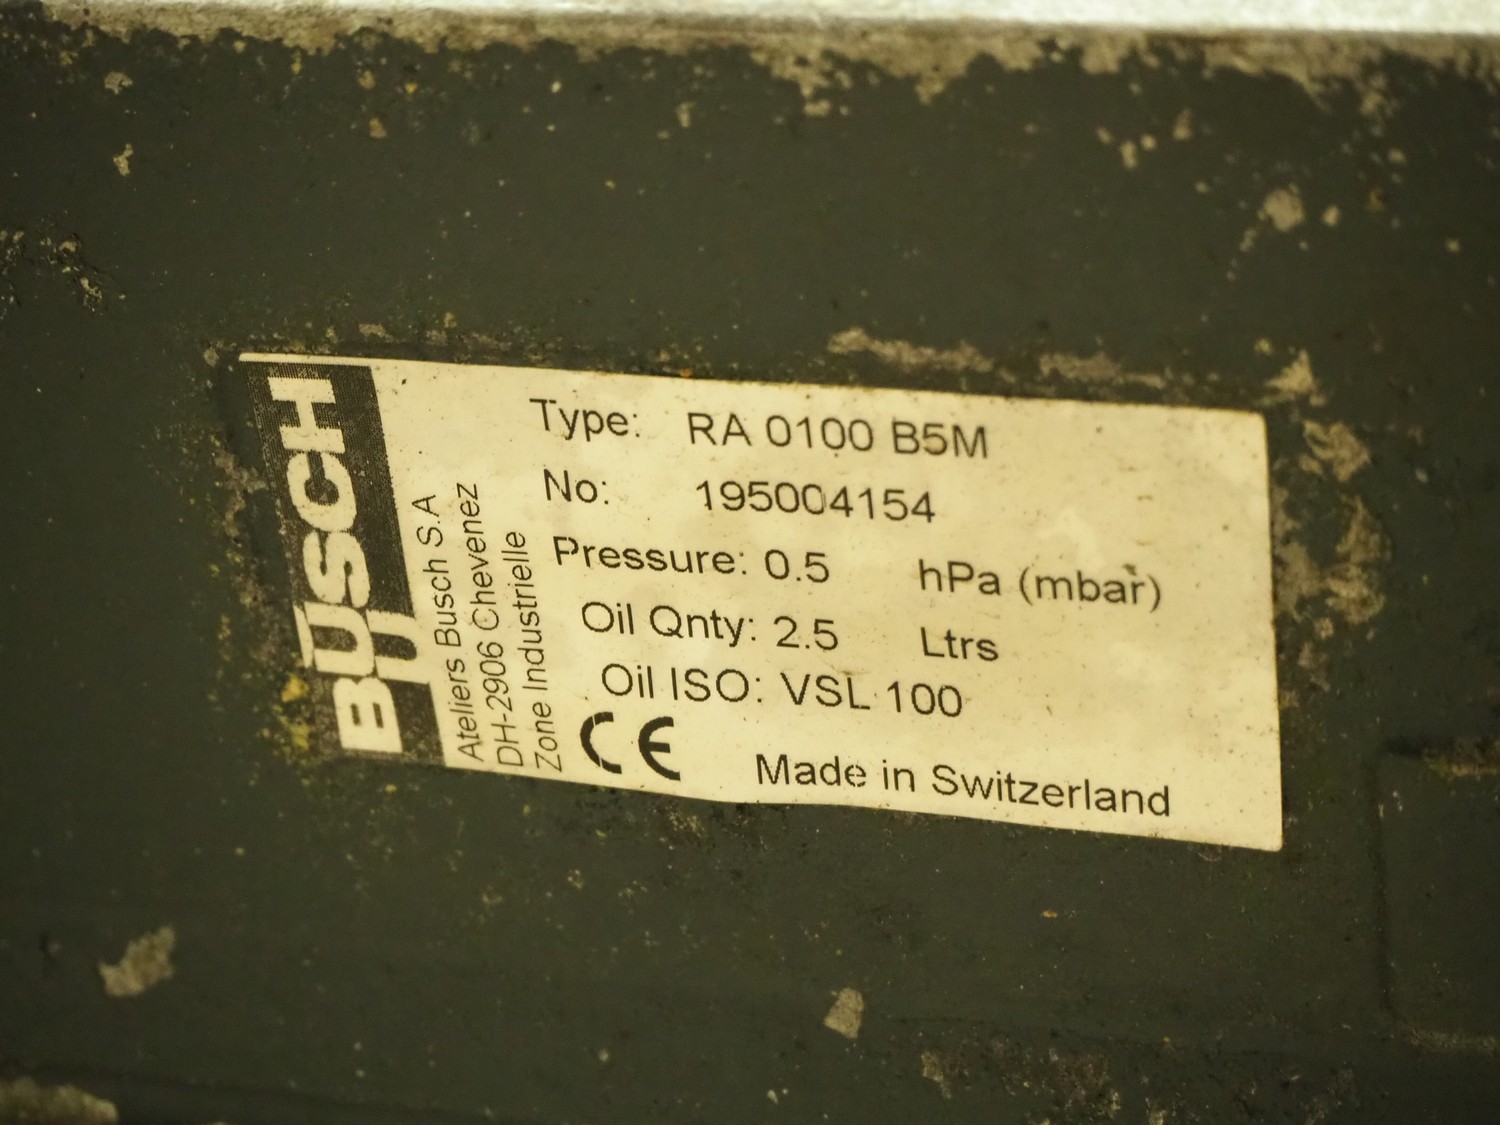 BUSCH
Ateliers Busch S.A
DH-2906 Chevenez
Zone Industrielle
Type: RA 0100 B5M
No: 195004154
Pressure: 0.5 hPa (mbar)
Oil Qnty: 2.5 Ltrs
Oil ISO: VSL 100
CE Made in Switzerland